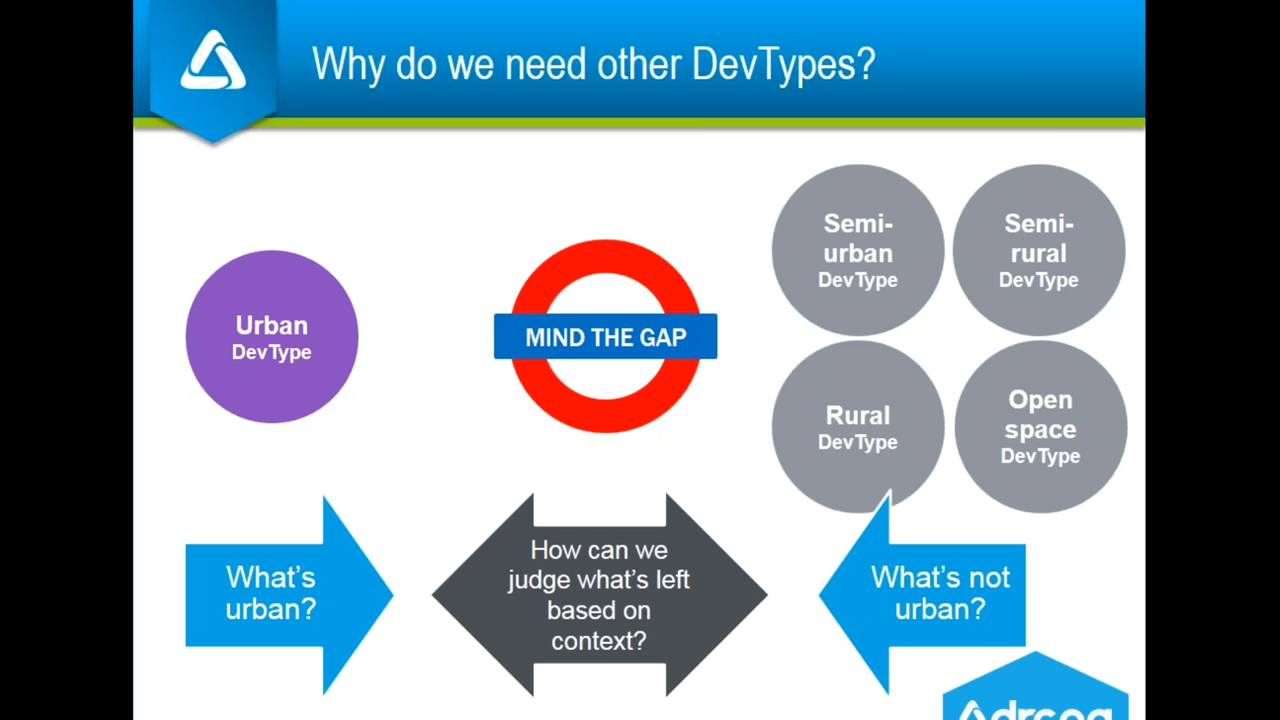 Why do we need other DevTypes?
Urban
DevType
MIND THE GAP
Semi-
urban
DevType
Semi-
rural
DevType
Rural
DevType
Open
space
DevType
What's
urban?
How can we
judge what's left
based on
context?
What's not
urban?
drcog